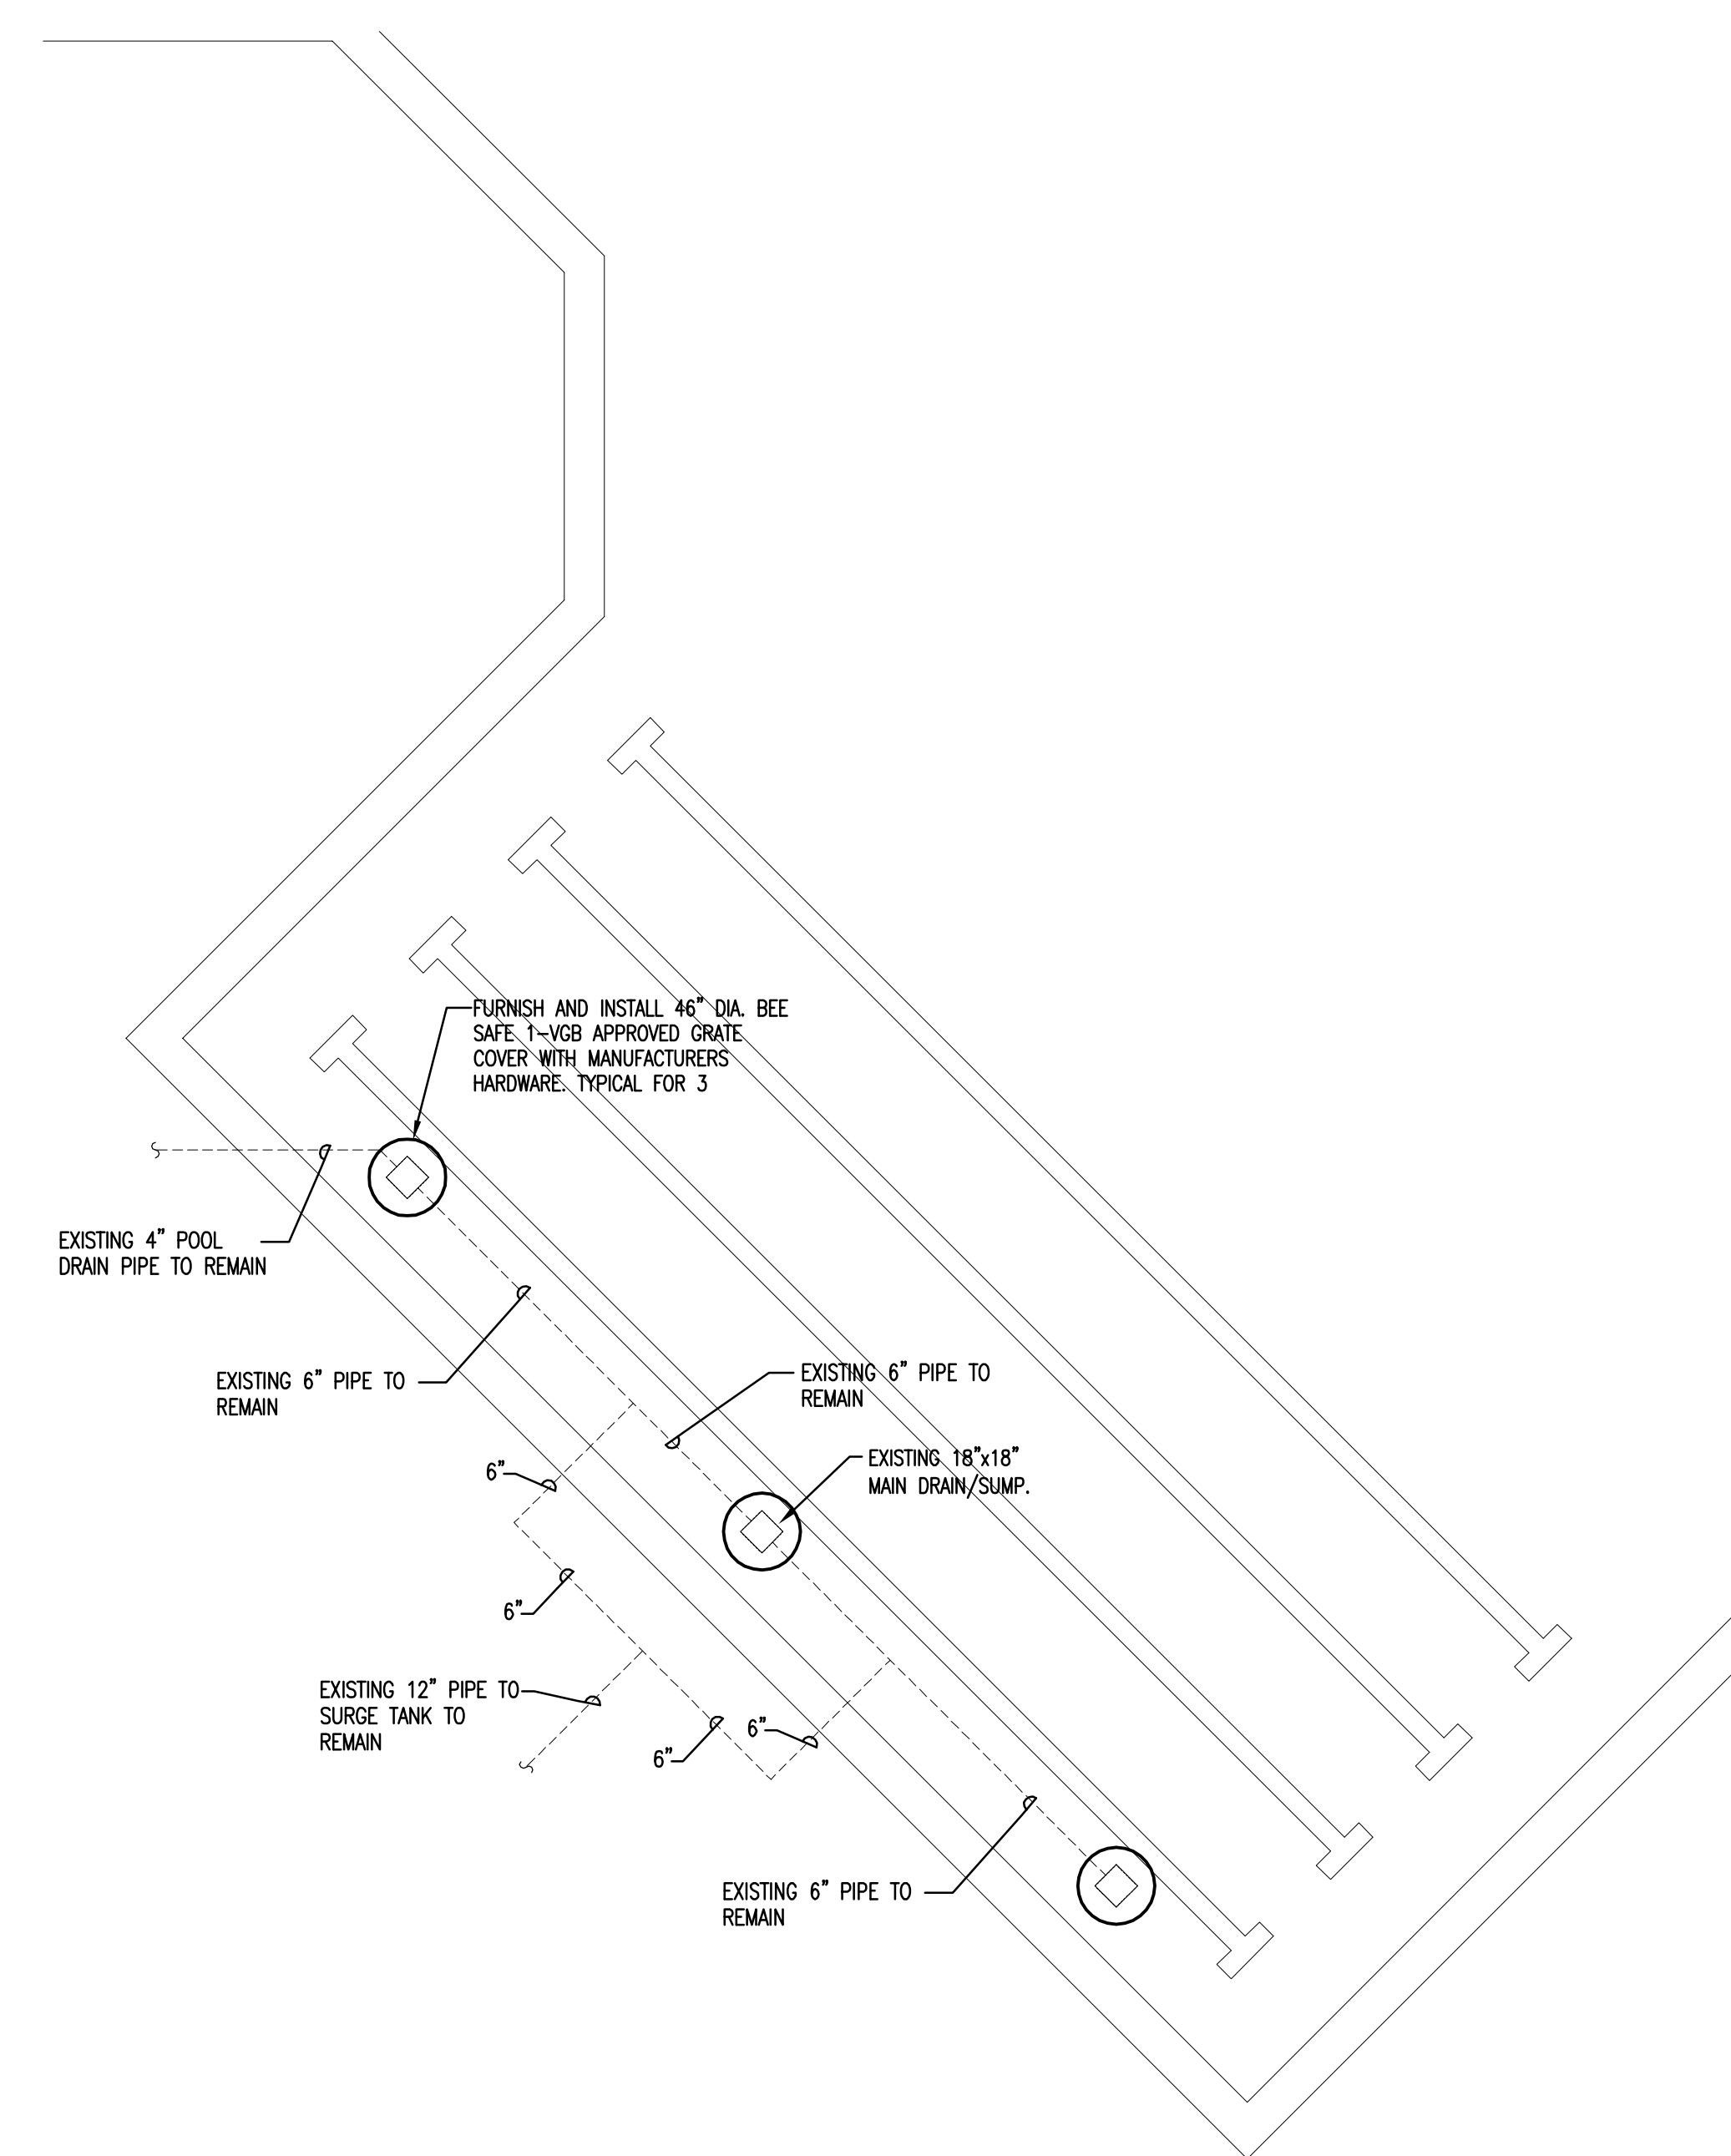 FURNISH AND INSTALL 46" DIA. BEE
SAFE 1-VGB APPROVED GRATE
COVER WITH MANUFACTURERS
HARDWARE. TYPICAL FOR 3
EXISTING 4" POOL
DRAIN PIPE TO REMAIN
EXISTING 6" PIPE TO
REMAIN
EXISTING 6" PIPE TO
REMAIN
EXISTING 18"x18"
MAIN DRAIN/SUMP.
6"
6"
EXISTING 12" PIPE TO
SURGE TANK TO
REMAIN
6"
6"
EXISTING 6" PIPE TO
REMAIN